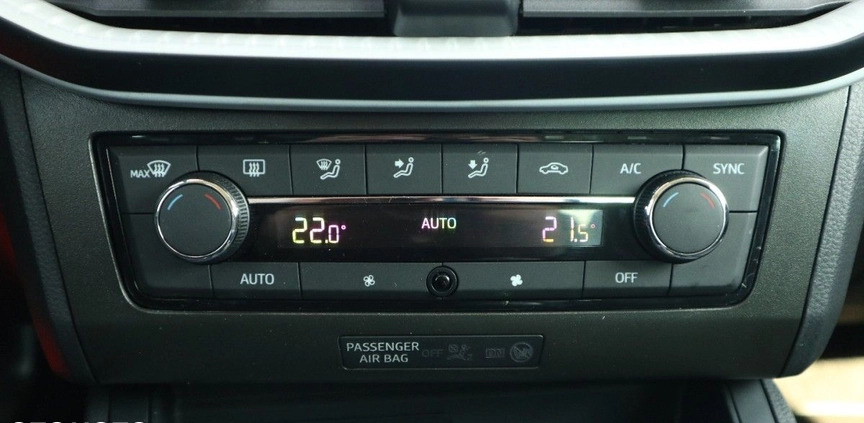 MAX
A/C
SYNC
22.0°
AUTO
21.5°
AUTO
OFF
PASSENGER
AIR BAG
OFF